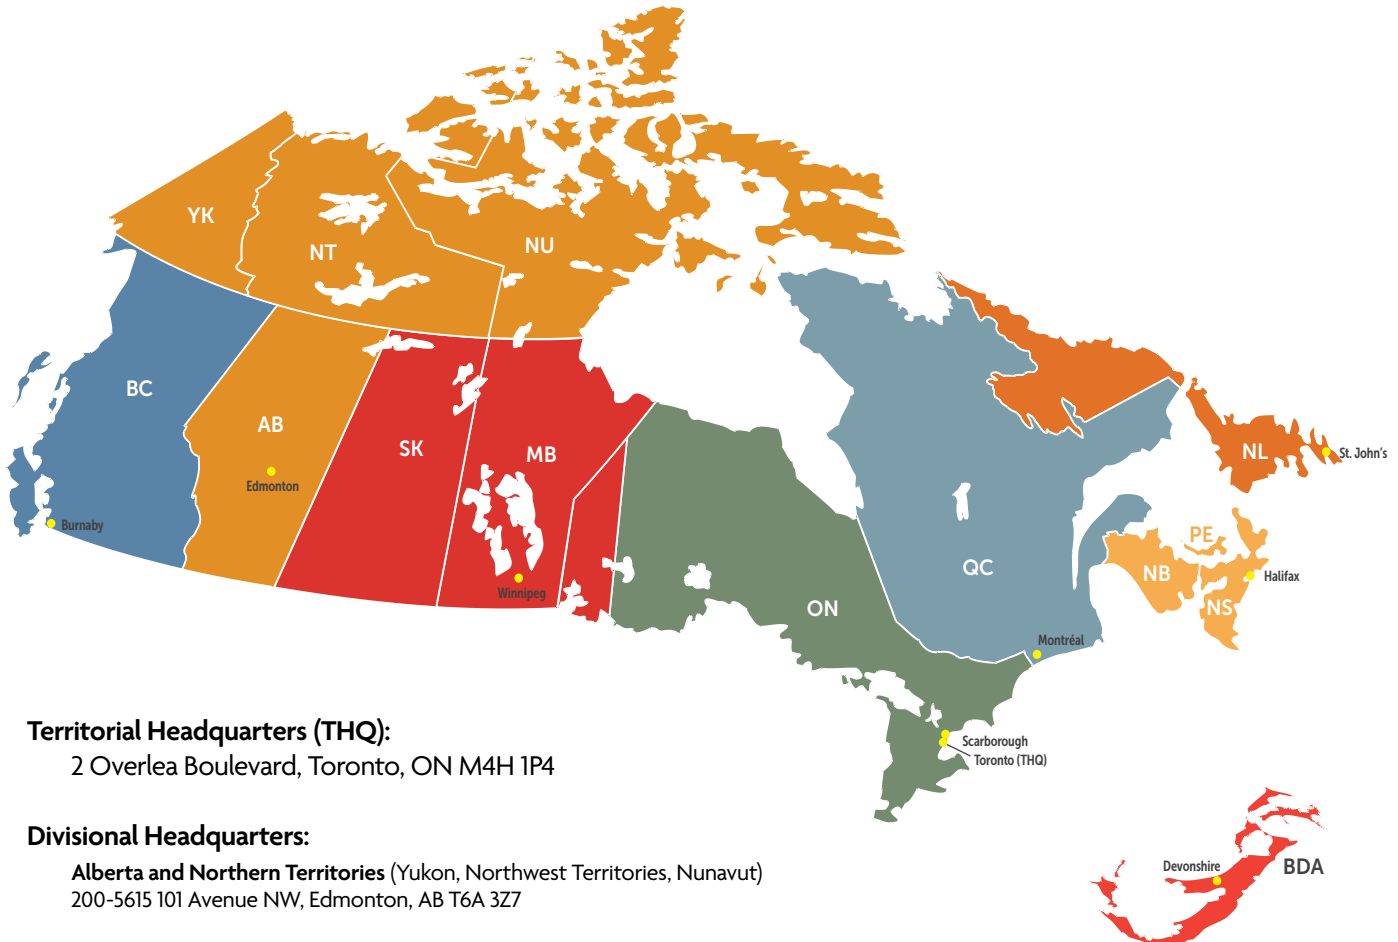 YK
NT
NU
BC
AB
Edmonton
SK
MB
NL
St. John’s
Burnaby
Winnipeg
ON
QC
PE
NB
Halifax
NS
Montréal
Territorial Headquarters (THQ):
2 Overlea Boulevard, Toronto, ON M4H 1P4
Scarborough
Toronto (THQ)
Divisional Headquarters:
Alberta and Northern Territories (Yukon, Northwest Territories, Nunavut)
200-5615 101 Avenue NW, Edmonton, AB T6A 3Z7
Devonshire
BDA